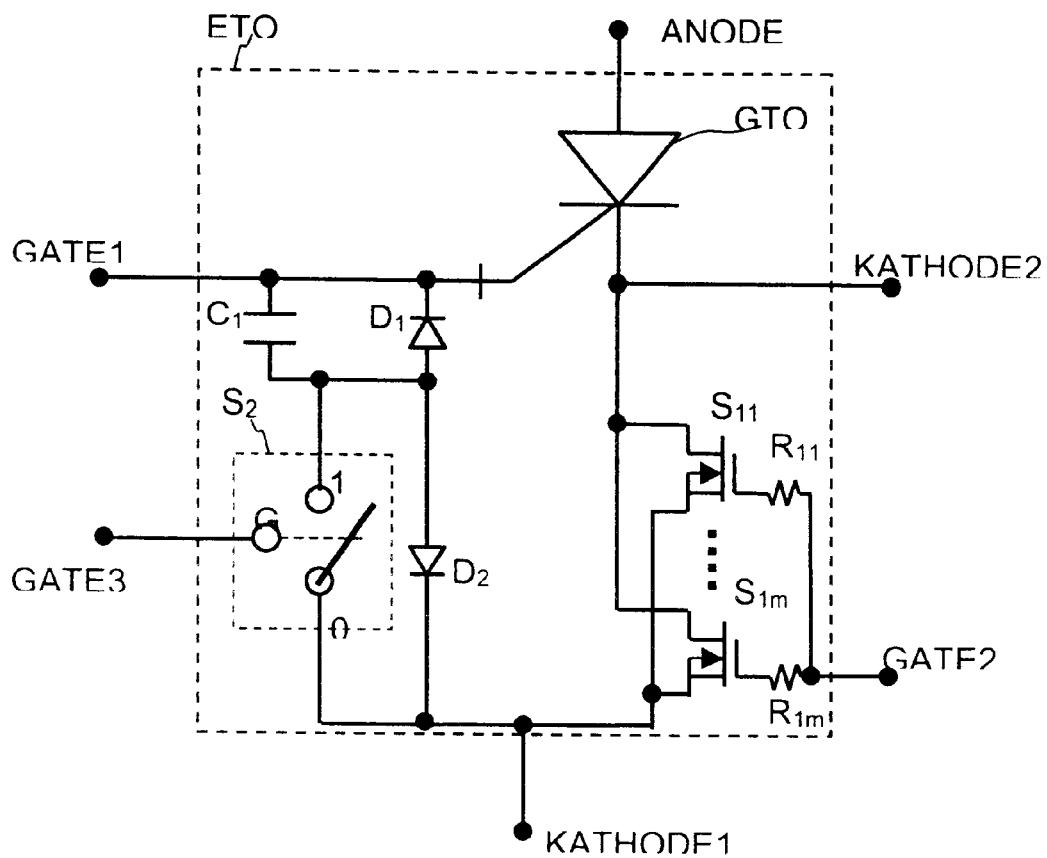 ETO
ANODE
GTO
GATE1
KATHODE2
C1
D1
S2
S11
R11
1
G
GATE3
D2
S1m
0
GATE2
R1m
KATHODE1